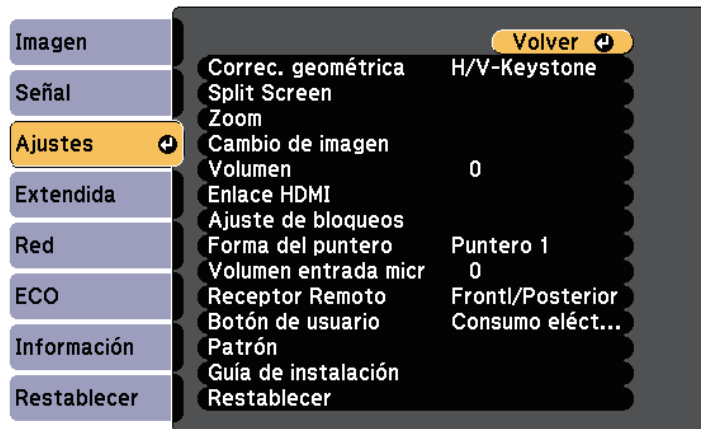 Imagen
Señal
Ajustes
Extendida
Red
ECO
Información
Restablecer
Volver
Correc. geométrica H/V-Keystone
Split Screen
Zoom
Cambio de imagen
Volumen 0
Enlace HDMI
Ajuste de bloqueos
Forma del puntero Puntero 1
Volumen entrada micr 0
Receptor Remoto Frontl/Posterior
Botón de usuario Consumo eléct...
Patrón
Guía de instalación
Restablecer